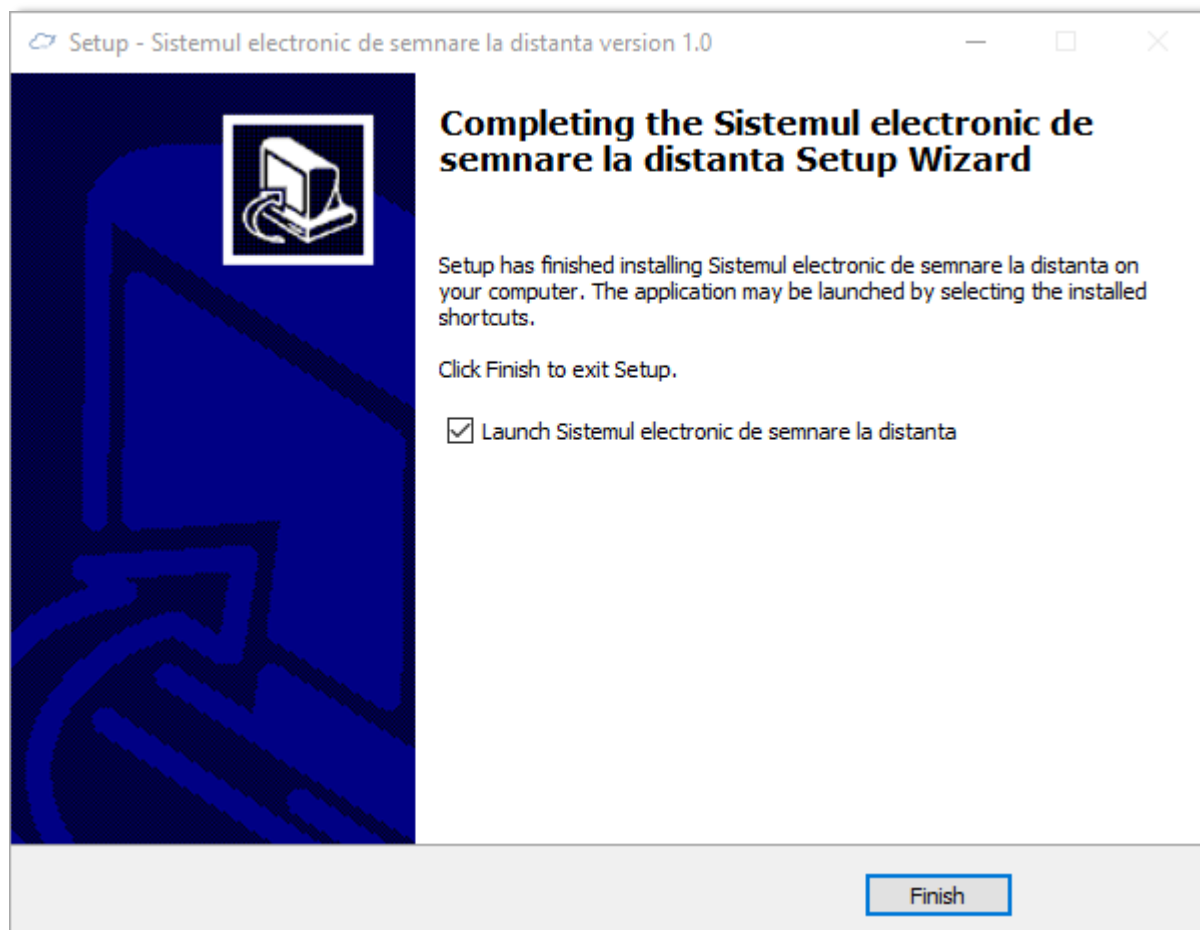 Setup - Sistemul electronic de semnare la distanta version 1.0
Completing the Sistemul electronic de
semnare la distanta Setup Wizard
Setup has finished installing Sistemul electronic de semnare la distanta on
your computer. The application may be launched by selecting the installed
shortcuts.
Click Finish to exit Setup.
Launch Sistemul electronic de semnare la distanta
Finish